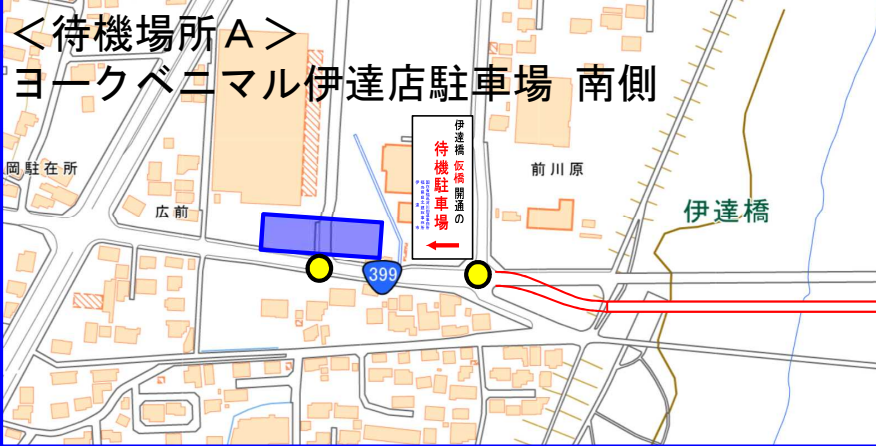 <待機場所A>
ヨークベニマル伊達店駐車場 南側
岡駐在所
広前
399
伊達橋 仮橋 開通の
待機駐車場
前川原
伊達橋